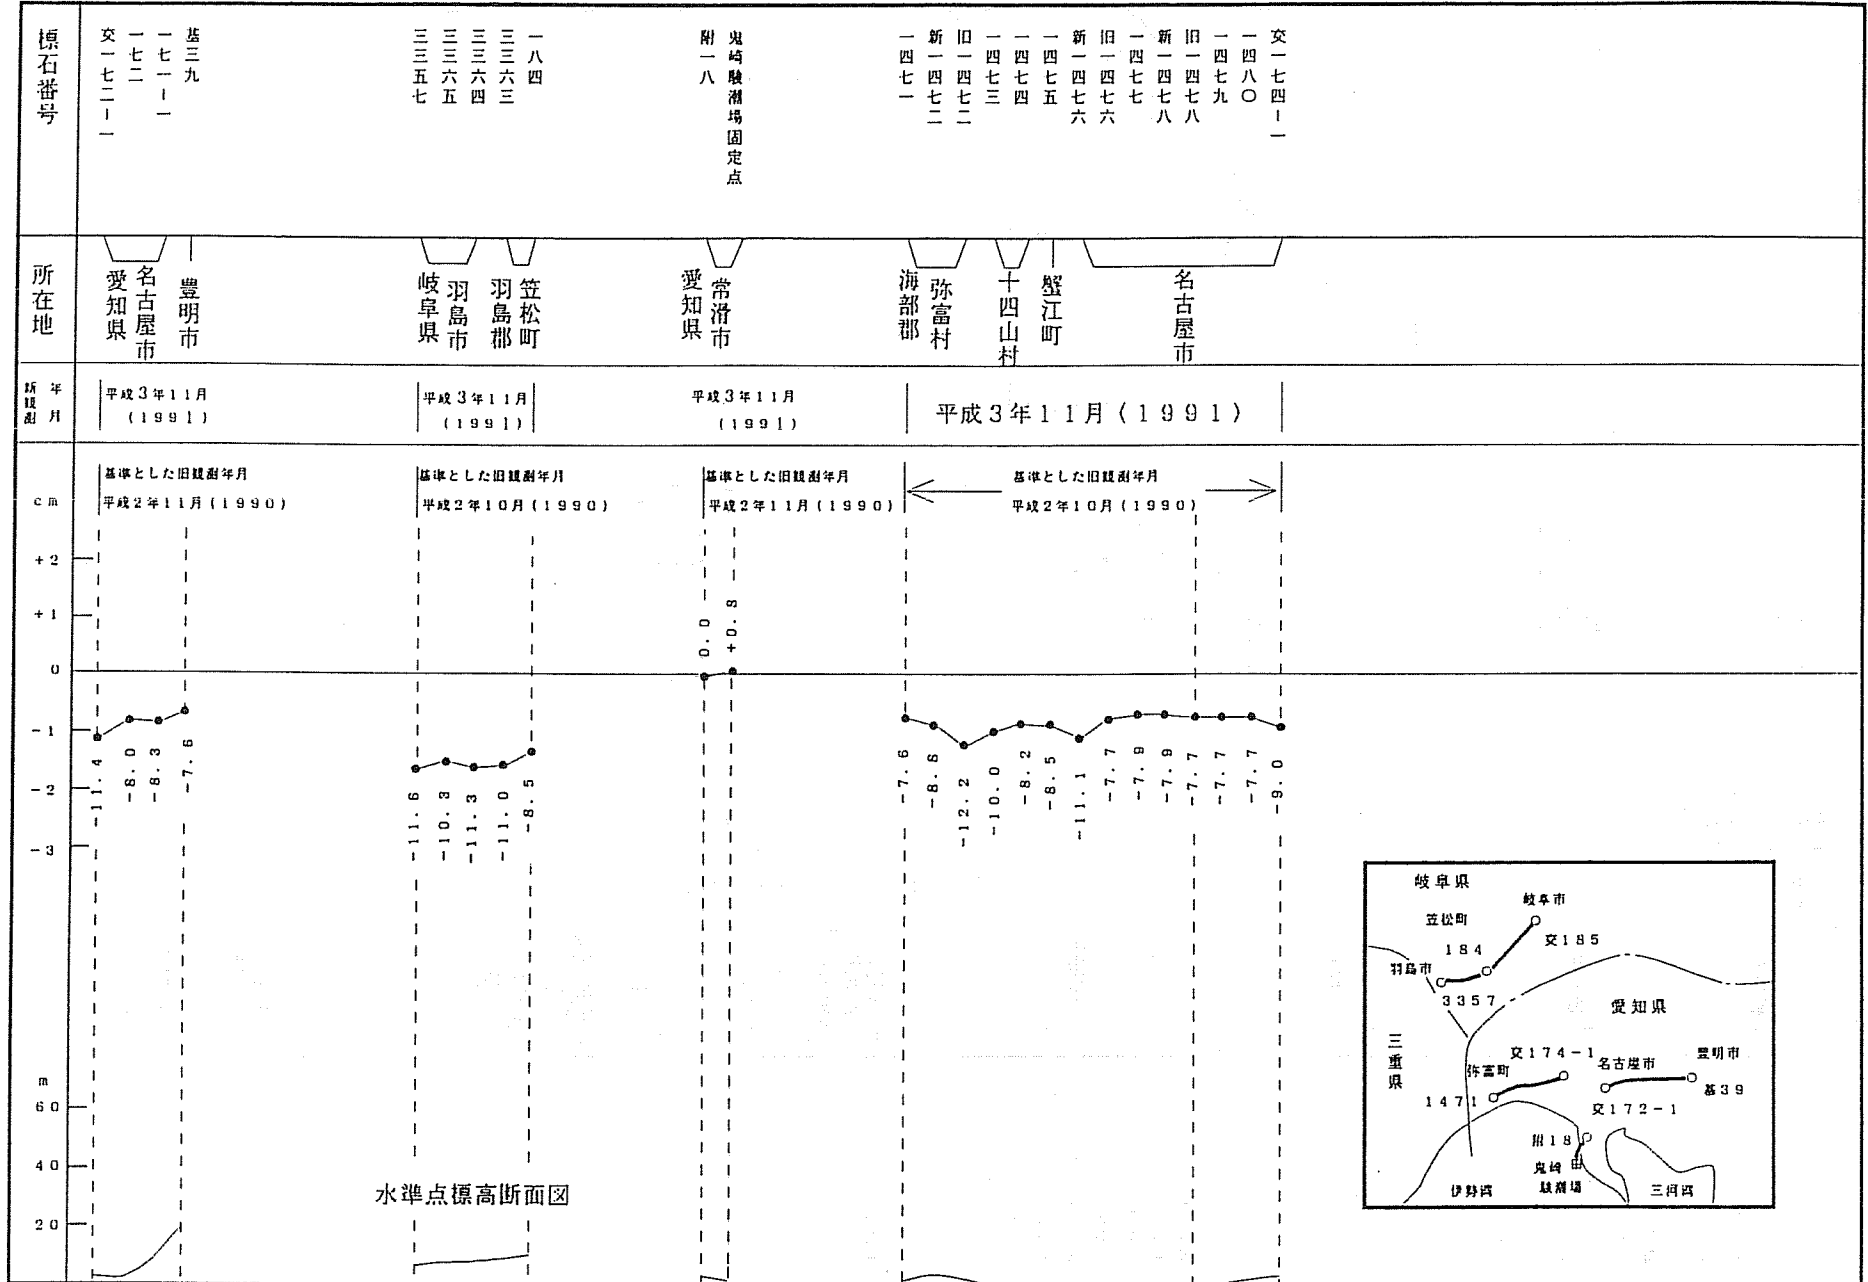 標石番号
交一七二ー一
一七二
一七一ー一
基三九
三三五七
三三六五
三三六四
三三六三
一八四
附一八
鬼崎験潮場固定点
一四七一
新一四七二
旧一四七二
一四七三
一四七四
一四七五
新一四七六
旧一四七六
一四七七
新一四七八
旧一四七八
一四七九
一四八〇
交一七四ー一
所在地
愛知県
名古屋市
豊明市
岐阜県
羽島市
羽島郡
笠松町
愛知県
常滑市
海部郡
弥富村
十四山村
蟹江町
名古屋市
新観測
年月
平成3年11月
(1991)
平成3年11月
(1991)
平成3年11月
(1991)
平成3年11月(1991)
基準とした旧観測年月
平成2年11月(1990)
基準とした旧観測年月
平成2年10月(1990)
基準とした旧観測年月
平成2年11月(1990)
基準とした旧観測年月
平成2年10月(1990)
cm
+2
+1
0
-1
-2
-3
-11.4
-8.0
-8.3
-7.6
-11.6
-10.3
-11.3
-11.0
-8.5
0.0
+0.8
-7.6
-8.6
-12.2
-10.0
-8.2
-8.5
-11.1
-7.7
-7.9
-7.9
-7.7
-7.7
-7.7
-9.0
m
60
40
20
水準点標高断面図
岐阜県
岐阜市
笠松町
交185
184
羽島市
3357
愛知県
三重県
交174-1
名古屋市
豊明市
弥富町
基39
1471
交172-1
附18
鬼崎
験潮場
伊勢湾
三河湾